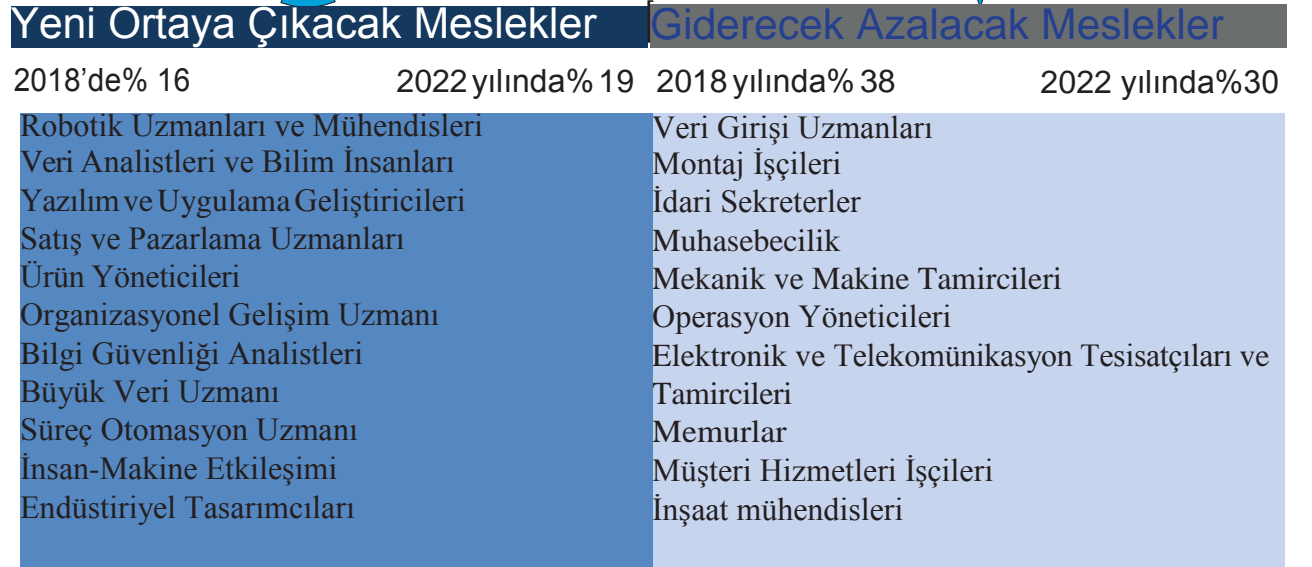 Yeni Ortaya Çıkacak Meslekler
2018’de% 16 2022 yılında% 19
Robotik Uzmanları ve Mühendisleri
Veri Analistleri ve Bilim İnsanları
Yazılım ve Uygulama Geliştiricileri
Satış ve Pazarlama Uzmanları
Ürün Yöneticileri
Organizasyonel Gelişim Uzmanı
Bilgi Güvenliği Analistleri
Büyük Veri Uzmanı
Süreç Otomasyon Uzmanı
İnsan-Makine Etkileşimi
Endüstiriyel Tasarımcıları
Giderecek Azalacak Meslekler
2018 yılında% 38 2022 yılında%30
Veri Girişi Uzmanları
Montaj İşçileri
İdari Sekreterler
Muhasebecilik
Mekanik ve Makine Tamircileri
Operasyon Yöneticileri
Elektronik ve Telekomünikasyon Tesisatçıları ve
Tamircileri
Memurlar
Müşteri Hizmetleri İşçileri
İnşaat mühendisleri